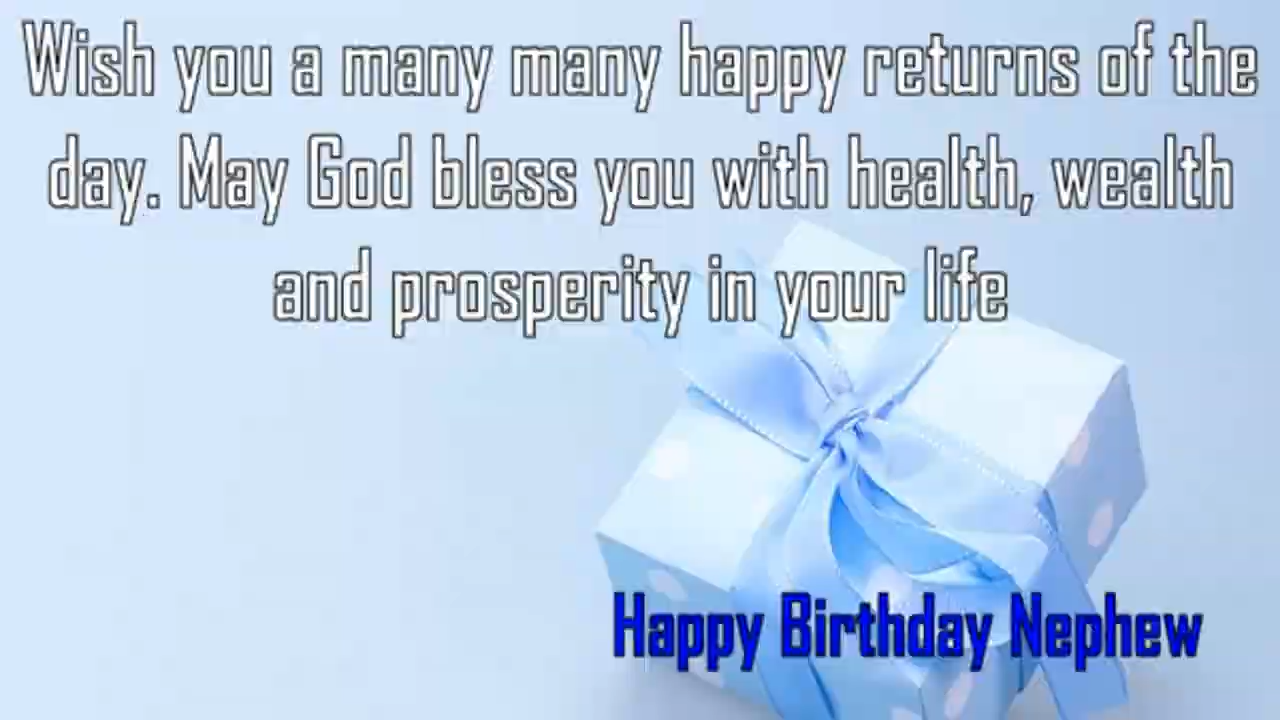 Wish you a many many happy returns of the
day. May God bless you with health, wealth
and prosperity in your life
Happy Birthday Nephew